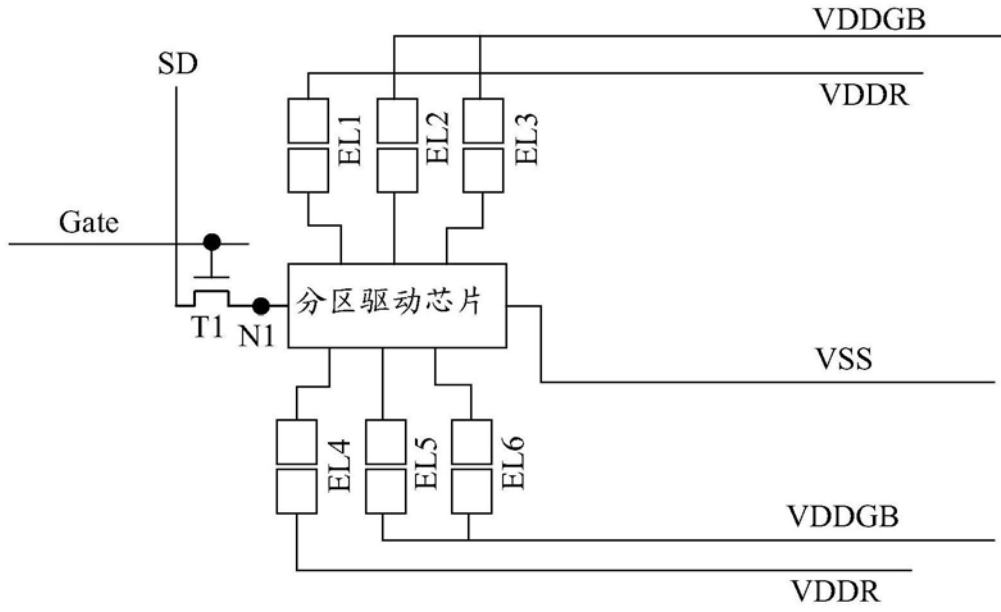 VDDGB
SD
VDDR
EL1
EL2
EL3
Gate
分区驱动芯片
T1
N1
VSS
EL4
EL5
EL6
VDDGB
VDDR